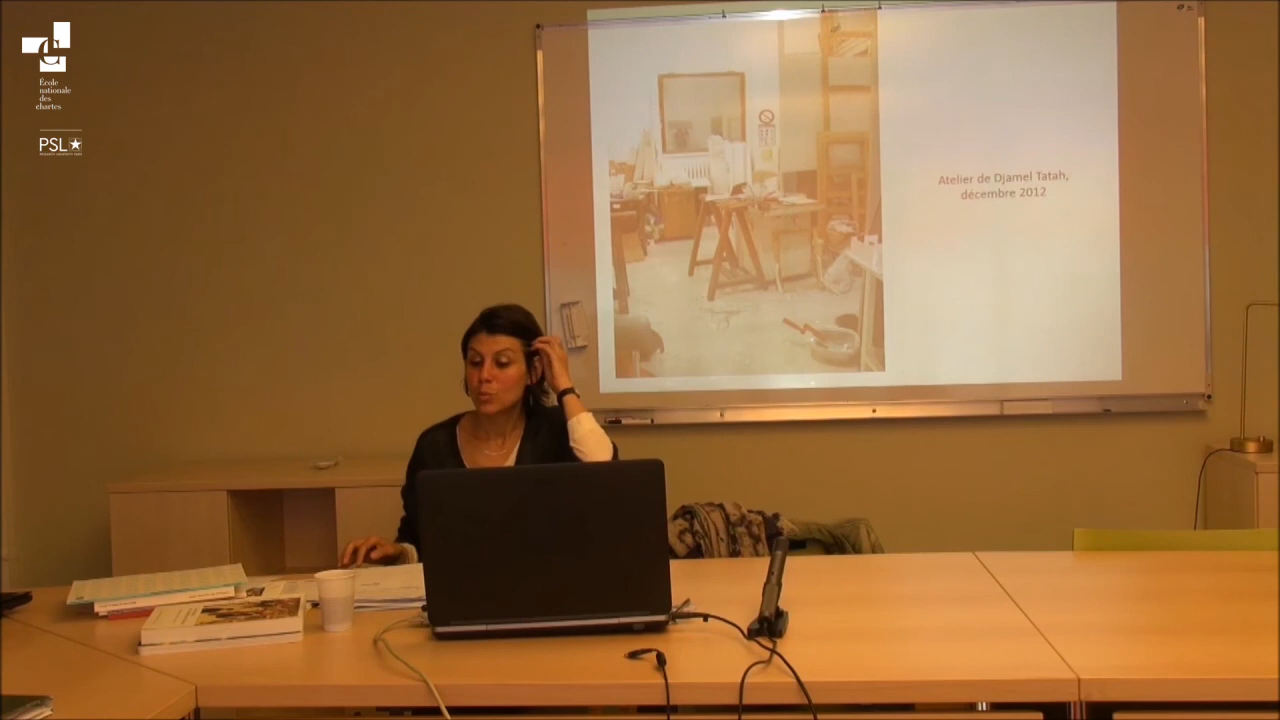 École
nationale
des
chartes
PSL
Atelier de Djamel Tatah,
décembre 2012